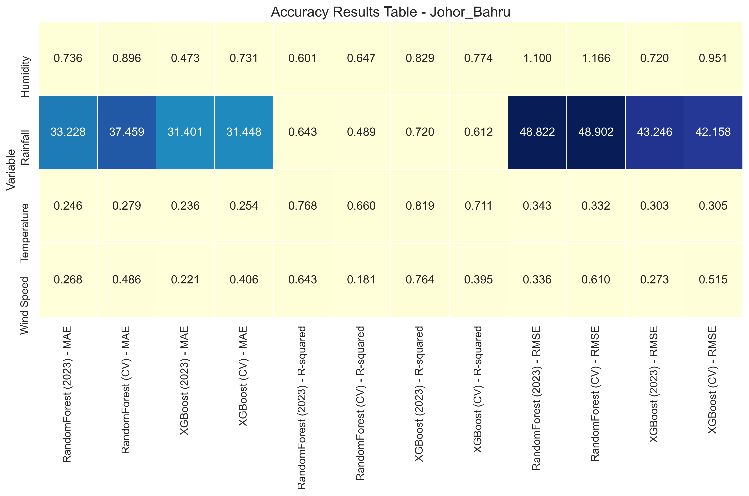 Accuracy Results Table - Johor_Bahru
Variable
Humidity
0.736 0.896 0.473 0.731 0.601 0.647 0.829 0.774 1.100 1.166 0.720 0.951
Rainfall
33.228 37.459 31.401 31.448 0.643 0.489 0.720 0.612 48.822 48.902 43.246 42.158
Temperature
0.246 0.279 0.236 0.254 0.768 0.660 0.819 0.711 0.343 0.332 0.303 0.305
Wind Speed
0.268 0.486 0.221 0.406 0.643 0.181 0.764 0.395 0.336 0.610 0.273 0.515
RandomForest (2023) - MAE
RandomForest (CV) - MAE
XGBoost (2023) - MAE
XGBoost (CV) - MAE
RandomForest (2023) - R-squared
RandomForest (CV) - R-squared
XGBoost (2023) - R-squared
XGBoost (CV) - R-squared
RandomForest (2023) - RMSE
RandomForest (CV) - RMSE
XGBoost (2023) - RMSE
XGBoost (CV) - RMSE